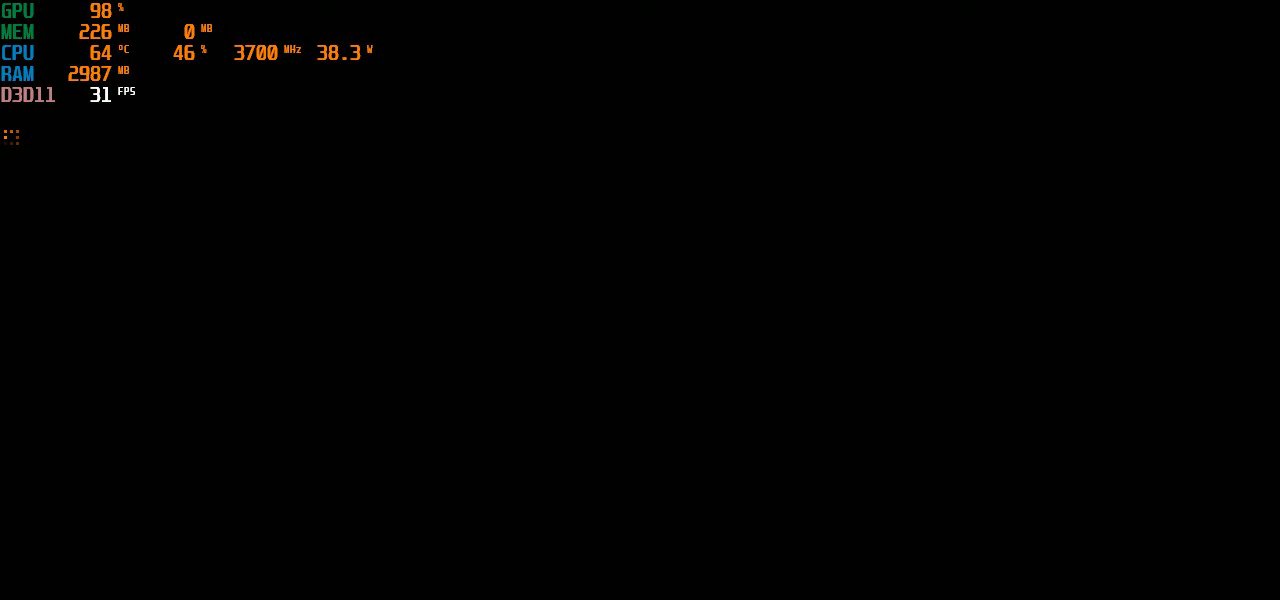 GPU 98 %
MEM 226 MB 0 MB
CPU 64 °C 46 % 3700 MHz 38.3 W
RAM 2987 MB
D3D11 31 FPS